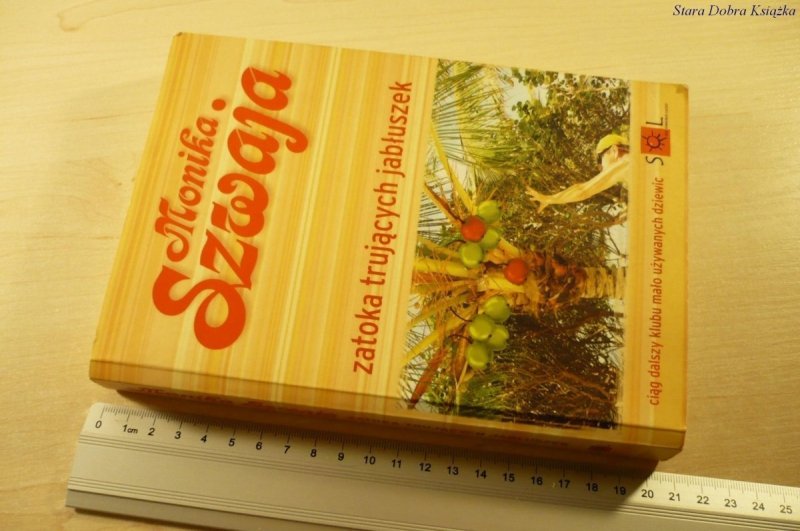 Stara Dobra Książka
Monika
Szwaja
zatoka trujących jabłuszek
ciąg dalszy klubu mało używanych dziewic
SOL
0 1cm 2 3 4 5 6 7 8 9 10 11 12 13 14 15 16 17 18 19 20 21 22 23 24 25